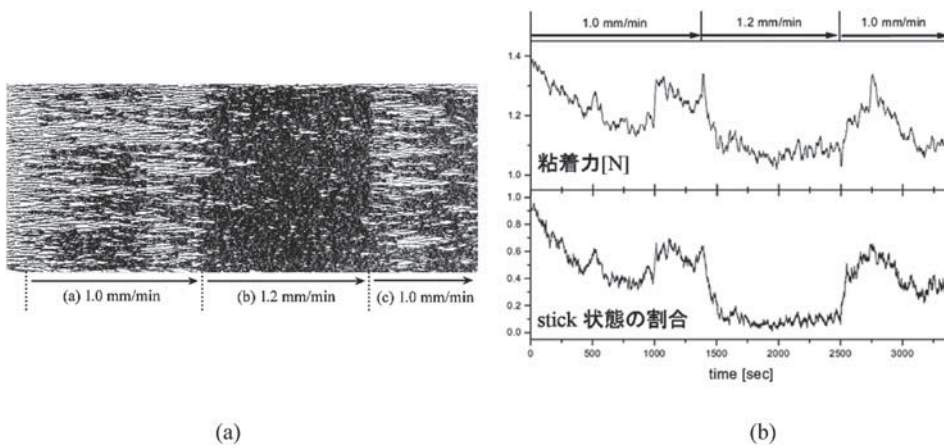 (a) 1.0 mm/min
(b) 1.2 mm/min
(c) 1.0 mm/min
(a)
1.0 mm/min
1.2 mm/min
1.0 mm/min
1.4
1.2
1.0
粘着力[N]
1.0
0.8
0.6
0.4
0.2
0.0
stick 状態の割合
0
500
1000
1500
2000
2500
3000
time [sec]
(b)